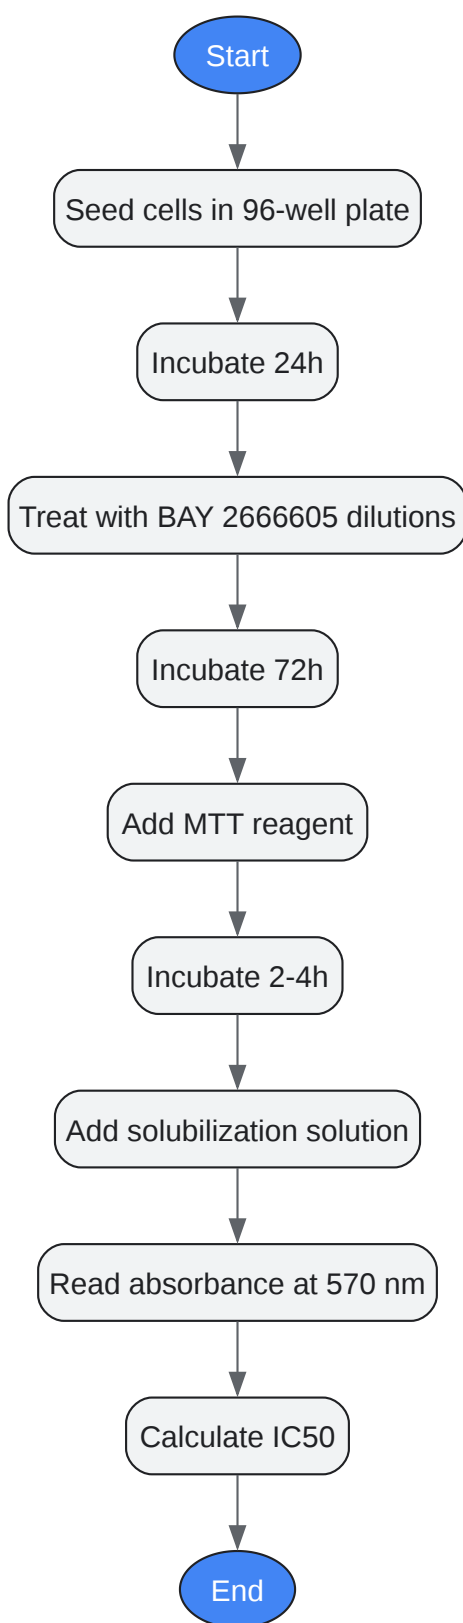 Start
Seed cells in 96-well plate
Incubate 24h
Treat with BAY 2666605 dilutions
Incubate 72h
Add MTT reagent
Incubate 2-4h
Add solubilization solution
Read absorbance at 570 nm
Calculate IC50
End